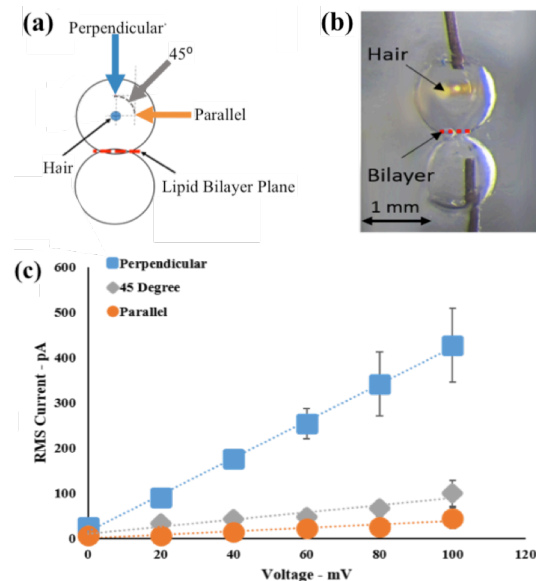 (a)
Perpendicular
45⁰
Parallel
Hair
Lipid Bilayer Plane
(b)
Hair
Bilayer
1 mm
(c)
600
500
400
300
200
100
0
RMS Current - pA
Perpendicular
45 Degree
Parallel
0 20 40 60 80 100 120
Voltage - mV